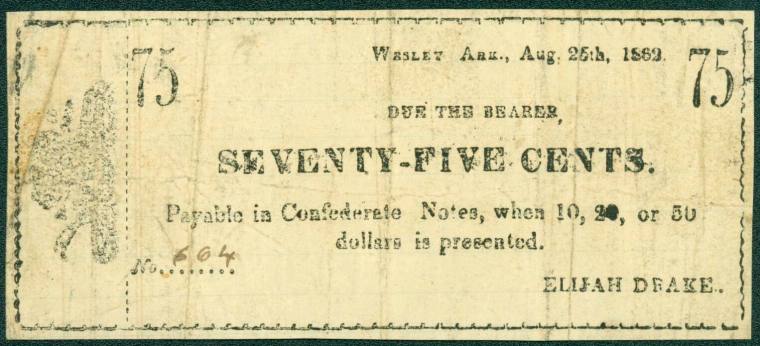 75
75
Wesley Ark., Aug. 25th, 1862.
DUE THE BEARER,
SEVENTY-FIVE CENTS.
Payable in Confederate Notes, when 10, 20, or 50
dollars is presented.
No. 664
ELIJAH DRAKE.